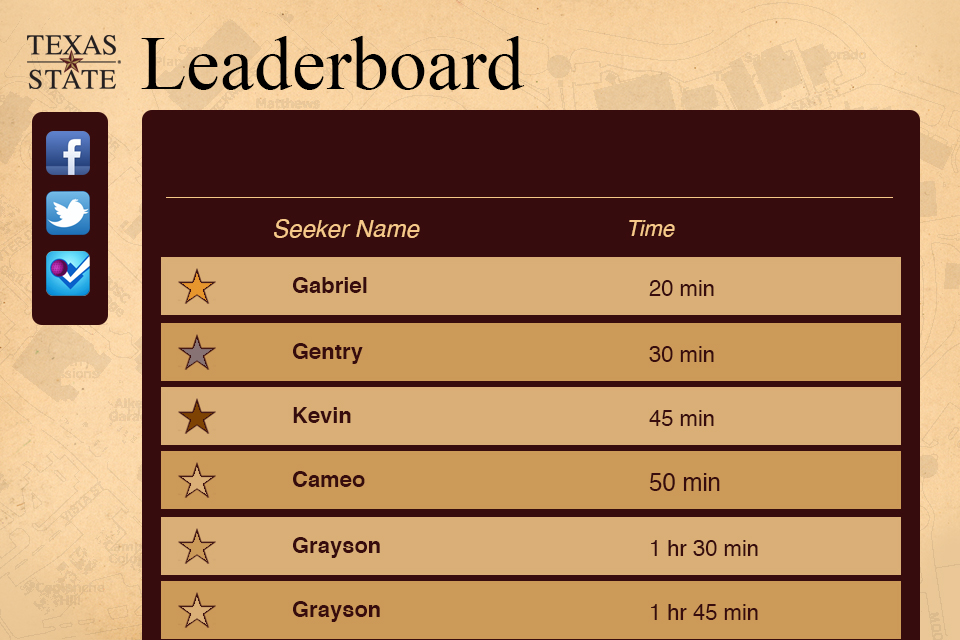 TEXAS
STATE
Leaderboard
Seeker Name Time
Gabriel 20 min
Gentry 30 min
Kevin 45 min
Cameo 50 min
Grayson 1 hr 30 min
Grayson 1 hr 45 min